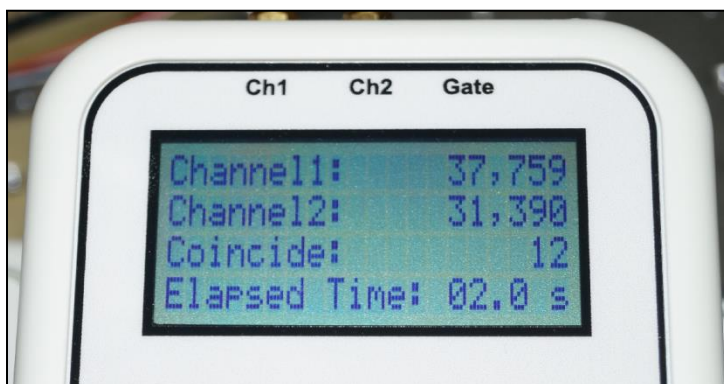 Ch1 Ch2 Gate
Channel1: 37,759
Channel2: 31,390
Coincide: 12
Elapsed Time: 02.0 s